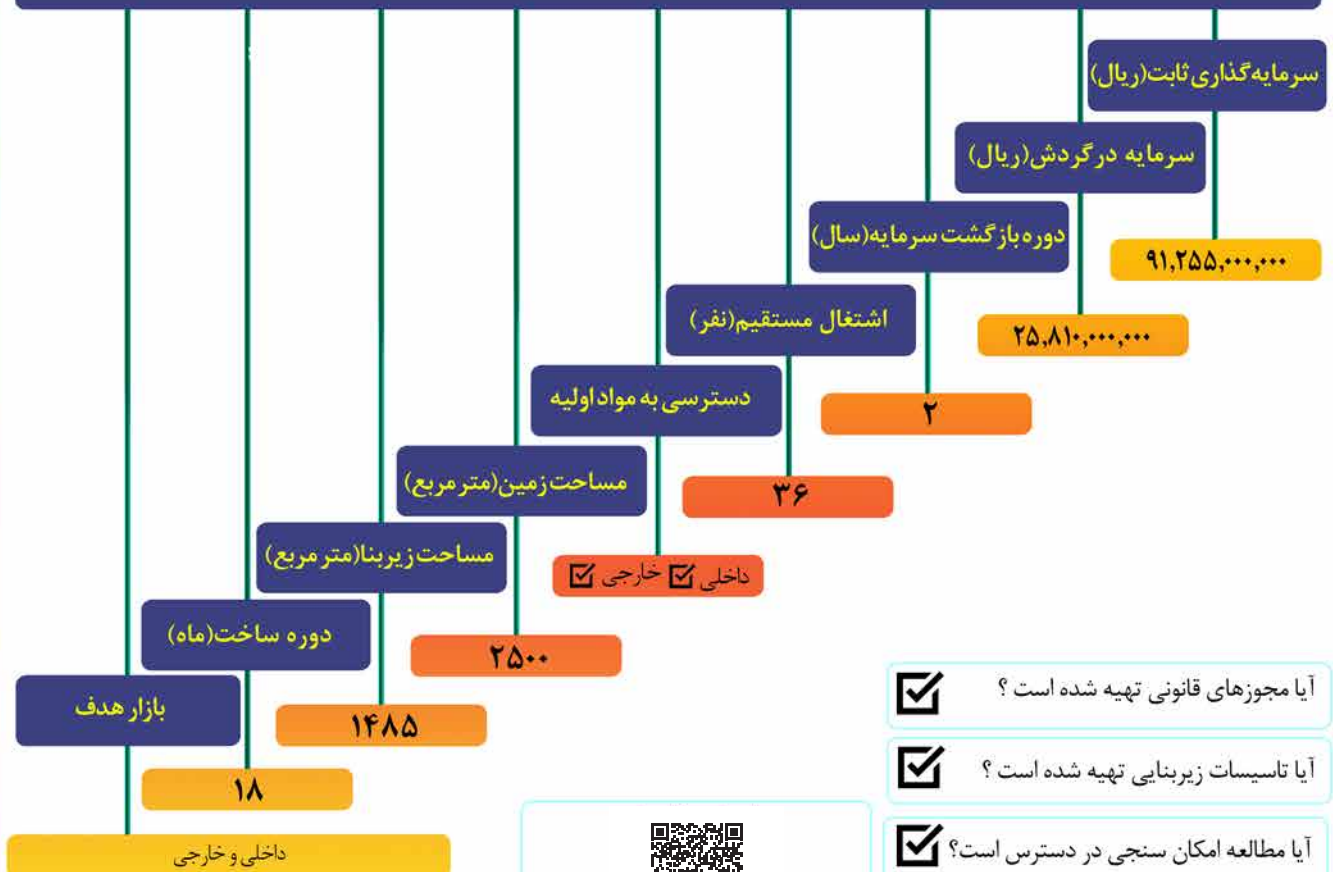 سرمایه‌گذاری ثابت(ریال)
۹۱,۲۵۵,۰۰۰,۰۰۰
سرمایه در گردش(ریال)
۲۵,۸۱۰,۰۰۰,۰۰۰
دوره بازگشت سرمایه(سال)
۲
اشتغال مستقیم(نفر)
۳۶
دسترسی به مواد اولیه
داخلی ☑ خارجی ☑
مساحت زمین(متر مربع)
۲۵۰۰
مساحت زیربنا(متر مربع)
۱۴۸۵
دوره ساخت(ماه)
۱۸
بازار هدف
داخلی و خارجی
آیا مجوزهای قانونی تهیه شده است ؟ ☑
آیا تاسیسات زیربنایی تهیه شده است ؟ ☑
آیا مطالعه امکان سنجی در دسترس است؟ ☑